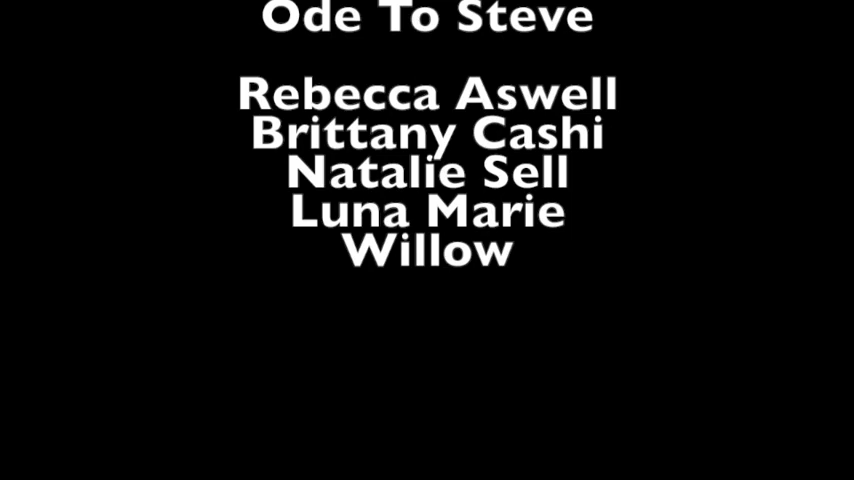 Ode To Steve
Rebecca Aswell
Brittany Cashi
Natalie Sell
Luna Marie
Willow